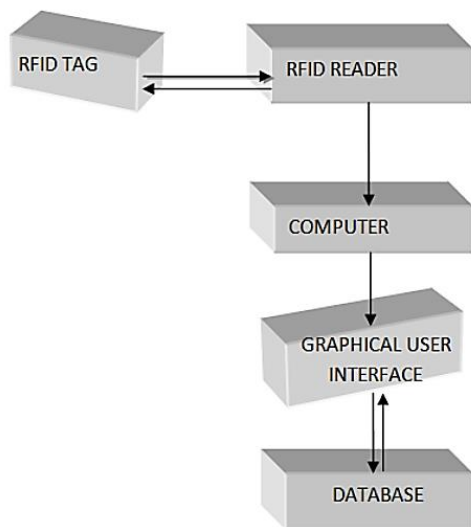 RFID TAG
RFID READER
COMPUTER
GRAPHICAL USER
INTERFACE
DATABASE